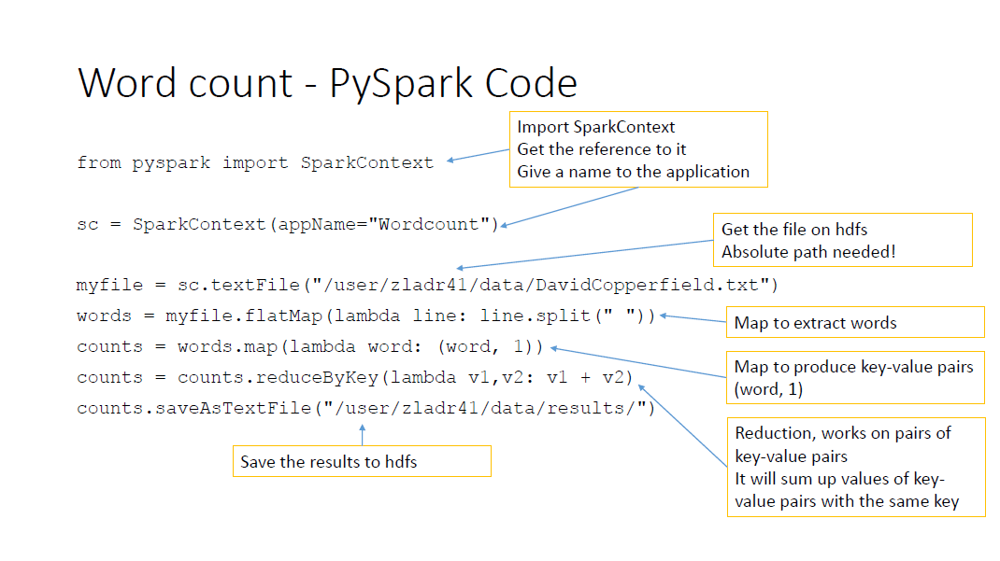 Word count - PySpark Code
Import SparkContext
Get the reference to it
Give a name to the application
from pyspark import SparkContext
sc = SparkContext(appName="Wordcount")
Get the file on hdfs
Absolute path needed!
myfile = sc.textFile("/user/zladr41/data/DavidCopperfield.txt")
words = myfile.flatMap(lambda line: line.split(" "))
Map to extract words
counts = words.map(lambda word: (word, 1))
Map to produce key-value pairs
(word, 1)
counts = counts.reduceByKey(lambda v1,v2: v1 + v2)
counts.saveAsTextFile("/user/zladr41/data/results/")
Reduction, works on pairs of
key-value pairs
It will sum up values of key-
value pairs with the same key
Save the results to hdfs